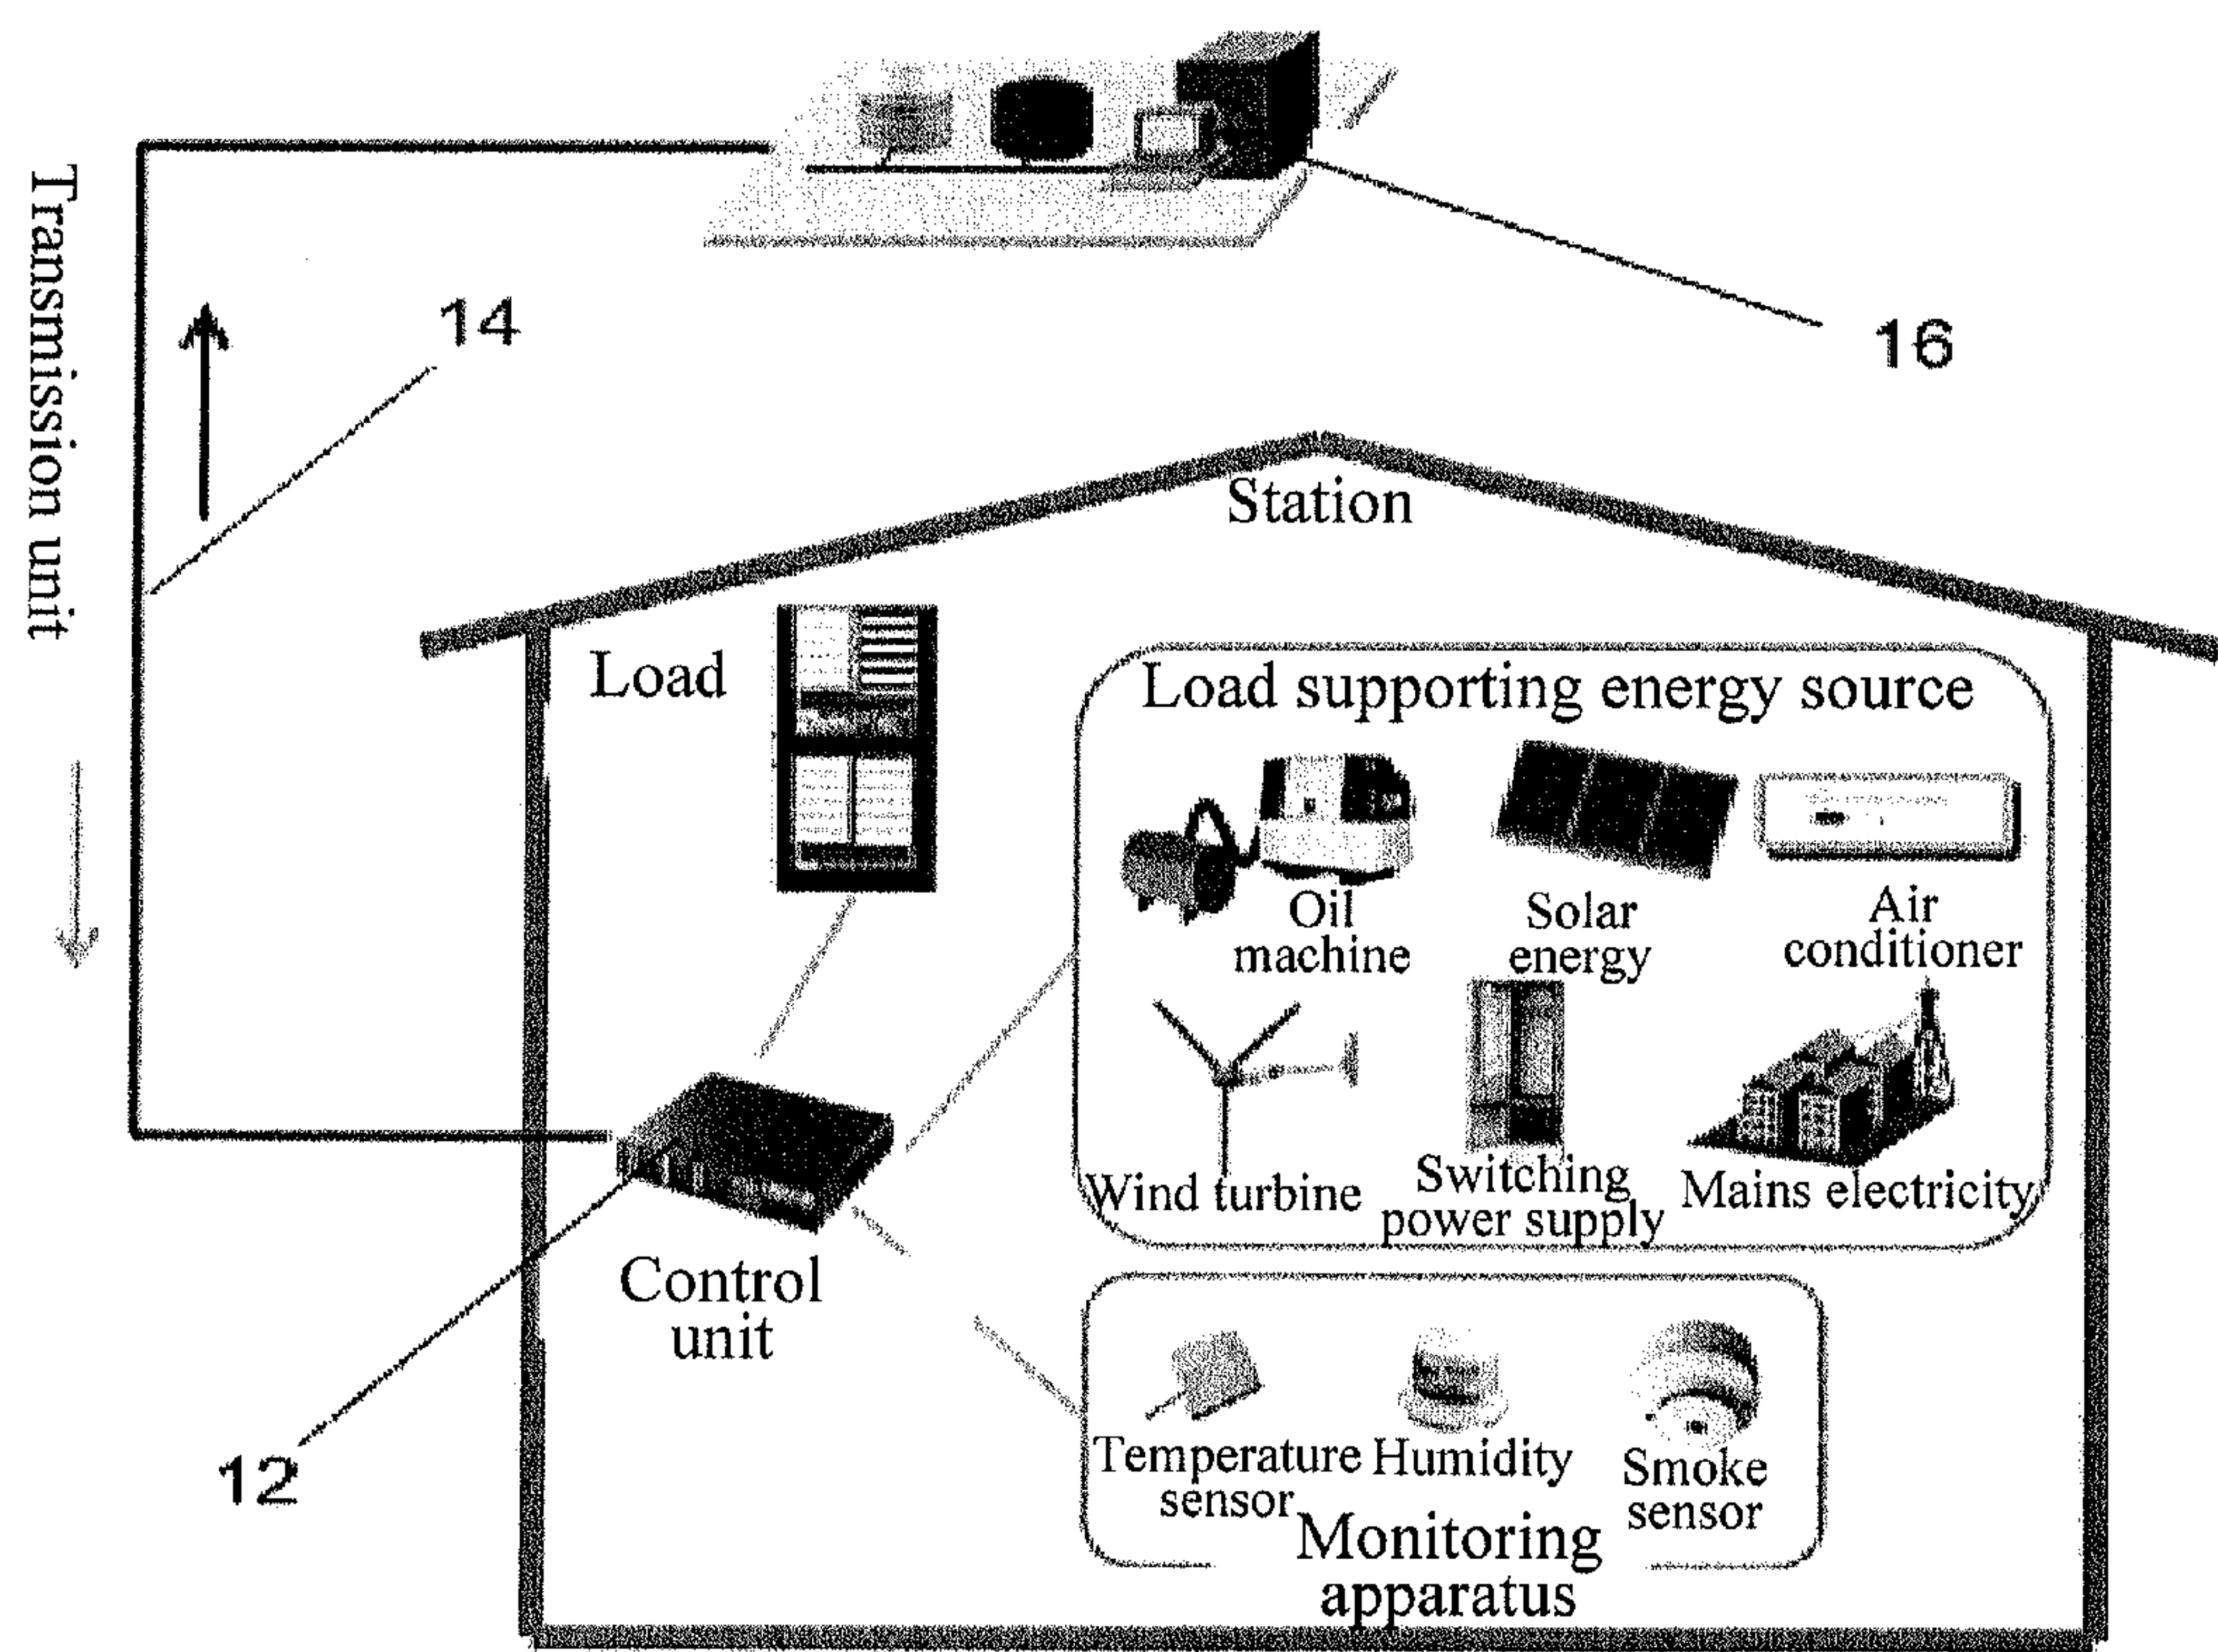 Transmission unit
14
16
Station
Load
Load supporting energy source
Oil
machine
Solar
energy
Air
conditioner
Wind turbine
Switching
power supply
Mains electricity
Control
unit
12
Temperature
sensor
Humidity
Smoke
sensor
Monitoring
apparatus